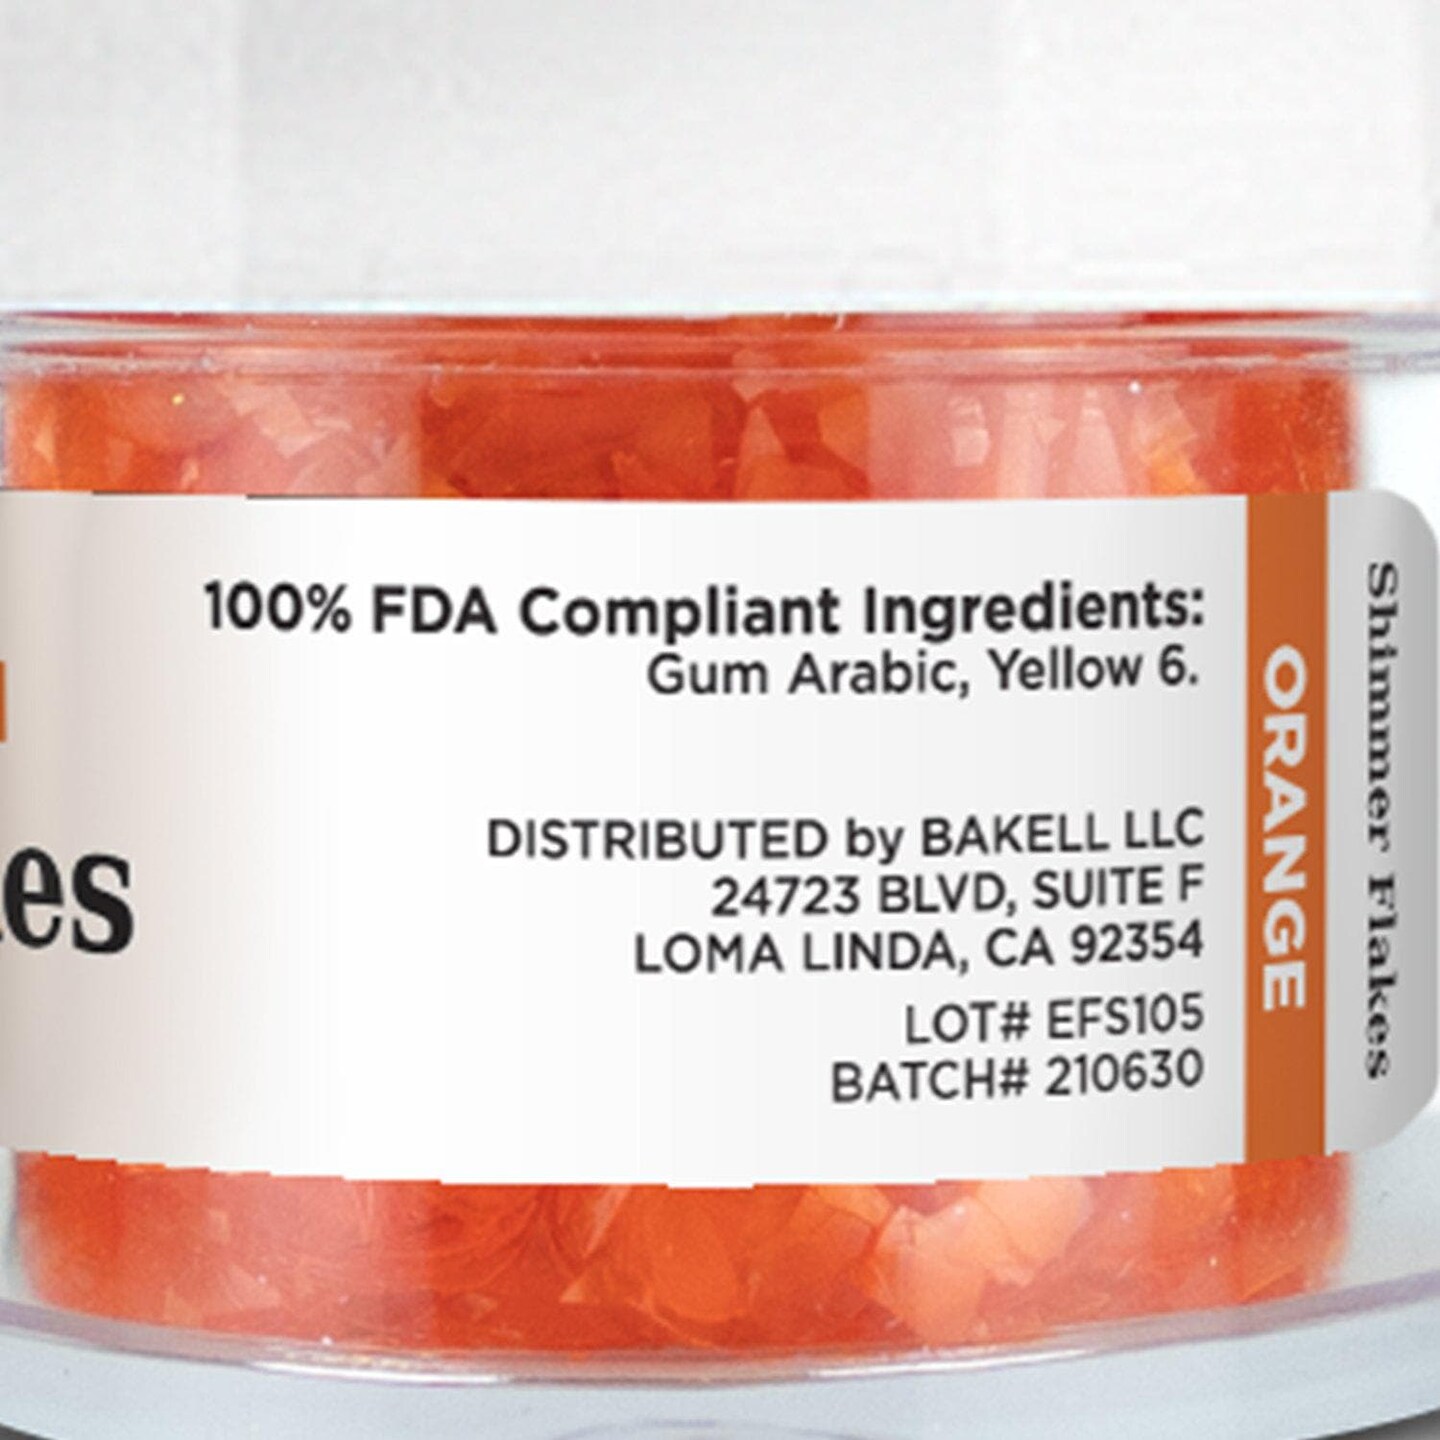 100% FDA Compliant Ingredients:
Gum Arabic, Yellow 6.
DISTRIBUTED by BAKELL LLC
24723 BLVD, SUITE F
LOMA LINDA, CA 92354
LOT# EFS105
BATCH# 210630
ORANGE
Shimmer Flakes